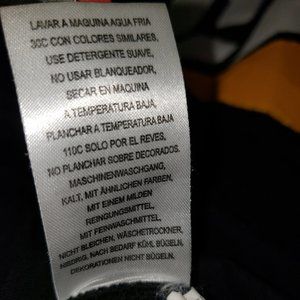 LAVAR A MAQUINA AGUA FRIA
30C CON COLORES SIMILARES,
USE DETERGENTE SUAVE,
NO USAR BLANQUEADOR,
SECAR EN MAQUINA
A TEMPERATURA BAJA,
PLANCHAR A TEMPERATURA BAJA
110C SOLO POR EL REVES,
NO PLANCHAR SOBRE DECORADOS.
MASCHINENWASCHGANG,
KALT, MIT ÄHNLICHEN FARBEN,
MIT EINEM MILDEN
REINIGUNGSMITTEL,
MIT FEINWASCHMITTEL,
NICHT BLEICHEN, WÄSCHETROCKNER,
NIEDRIG, NACH BEDARF KÜHL BÜGELN,
DEKORATIONEN NICHT BÜGELN.